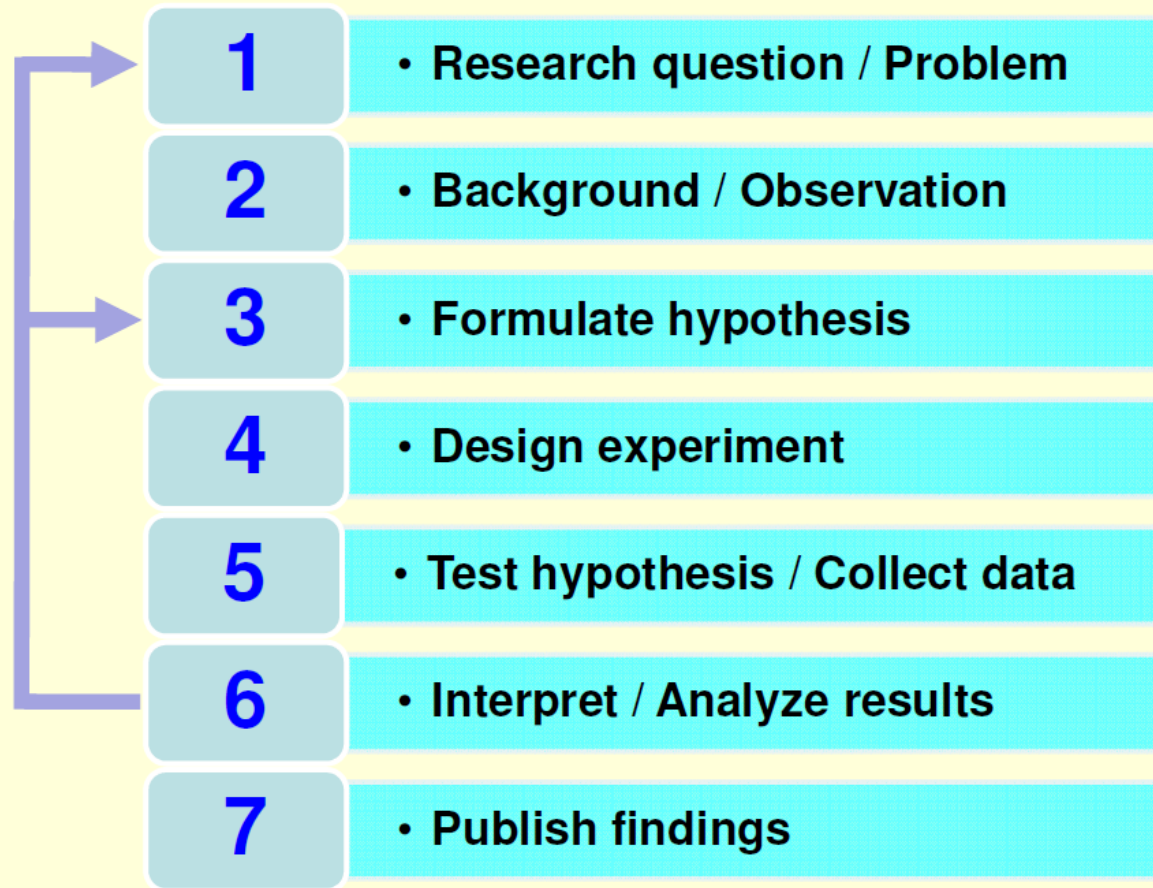 1 • Research question / Problem
2 • Background / Observation
3 • Formulate hypothesis
4 • Design experiment
5 • Test hypothesis / Collect data
6 • Interpret / Analyze results
7 • Publish findings